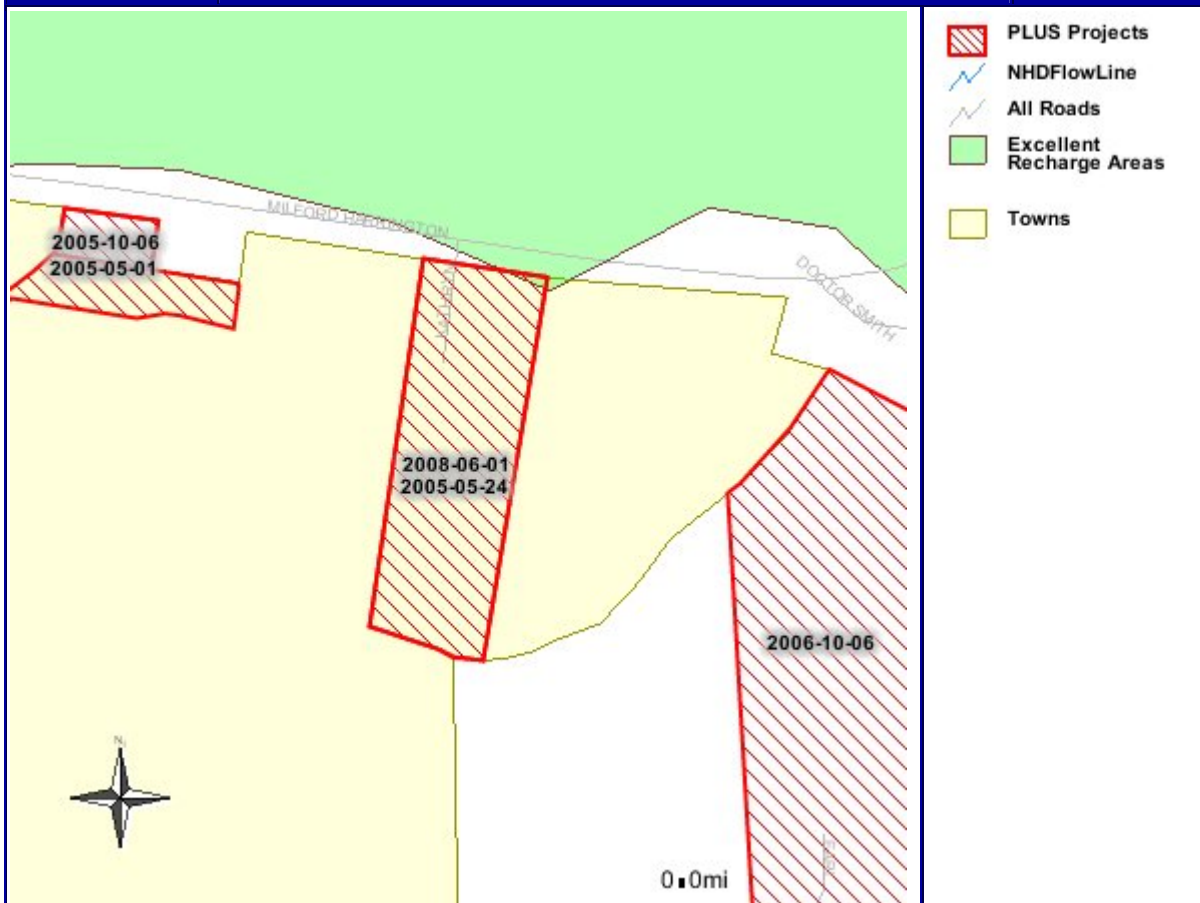 MILFORD HARRINGTON
2005-10-06
2005-05-01
KATHRYN
DOCTOR SMITH
2008-06-01
2005-05-24
2006-10-06
N
0.0mi
PLUS Projects
NHDFlowLine
All Roads
Excellent
Recharge Areas
Towns